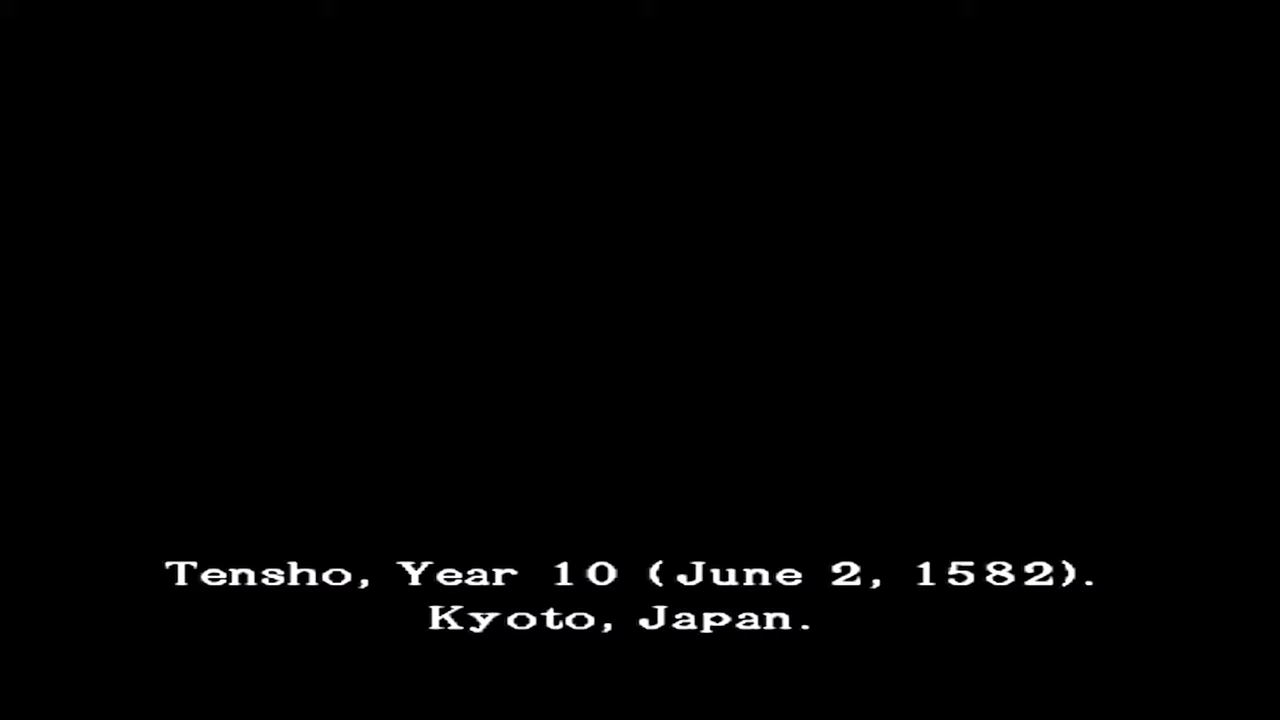 Tensho, Year 10 (June 2, 1582).
Kyoto, Japan.